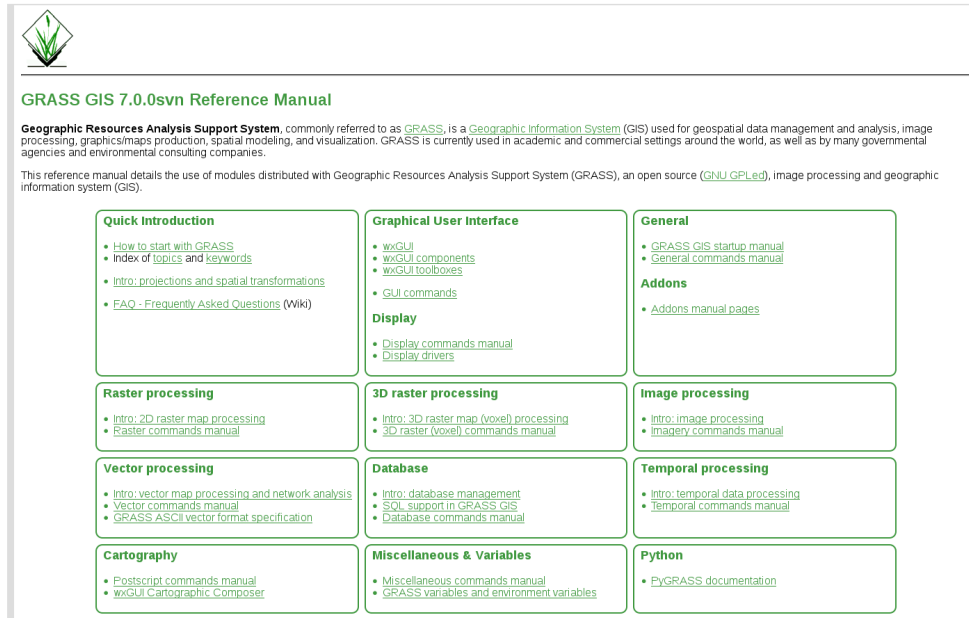 GRASS GIS 7.0.0svn Reference Manual
Geographic Resources Analysis Support System, commonly referred to as GRASS, is a Geographic Information System (GIS) used for geospatial data management and analysis, image
processing, graphics/maps production, spatial modeling, and visualization. GRASS is currently used in academic and commercial settings around the world, as well as by many governmental
agencies and environmental consulting companies.
This reference manual details the use of modules distributed with Geographic Resources Analysis Support System (GRASS), an open source (GNU GPLed), image processing and geographic
information system (GIS).
Quick Introduction
How to start with GRASS
Index of topics and keywords
Intro: projections and spatial transformations
FAQ - Frequently Asked Questions (Wiki)
Graphical User Interface
wxGUI
wxGUI components
wxGUI toolboxes
GUI commands
Display
Display commands manual
Display drivers
General
GRASS GIS startup manual
General commands manual
Addons
Addons manual pages
Raster processing
Intro: 2D raster map processing
Raster commands manual
3D raster processing
Intro: 3D raster map (voxel) processing
3D raster (voxel) commands manual
Image processing
Intro: image processing
Imagery commands manual
Vector processing
Intro: vector map processing and network analysis
Vector commands manual
GRASS ASCII vector format specification
Database
Intro: database management
SQL support in GRASS GIS
Database commands manual
Temporal processing
Intro: temporal data processing
Temporal commands manual
Cartography
Postscript commands manual
wxGUI Cartographic Composer
Miscellaneous & Variables
Miscellaneous commands manual
GRASS variables and environment variables
Python
PyGRASS documentation